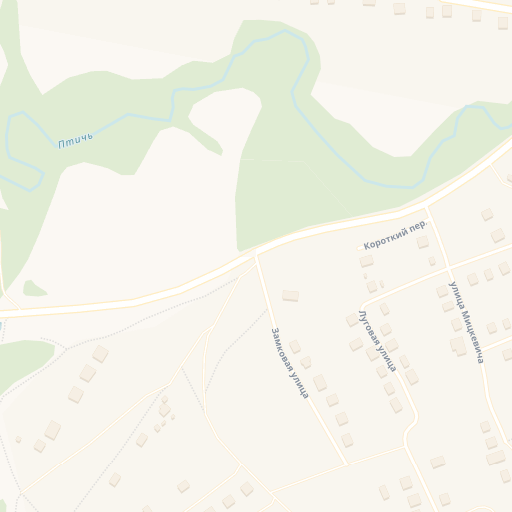 Птичь
Короткий пер.
улица Мицкевича
Замковая улица
Луговая улица